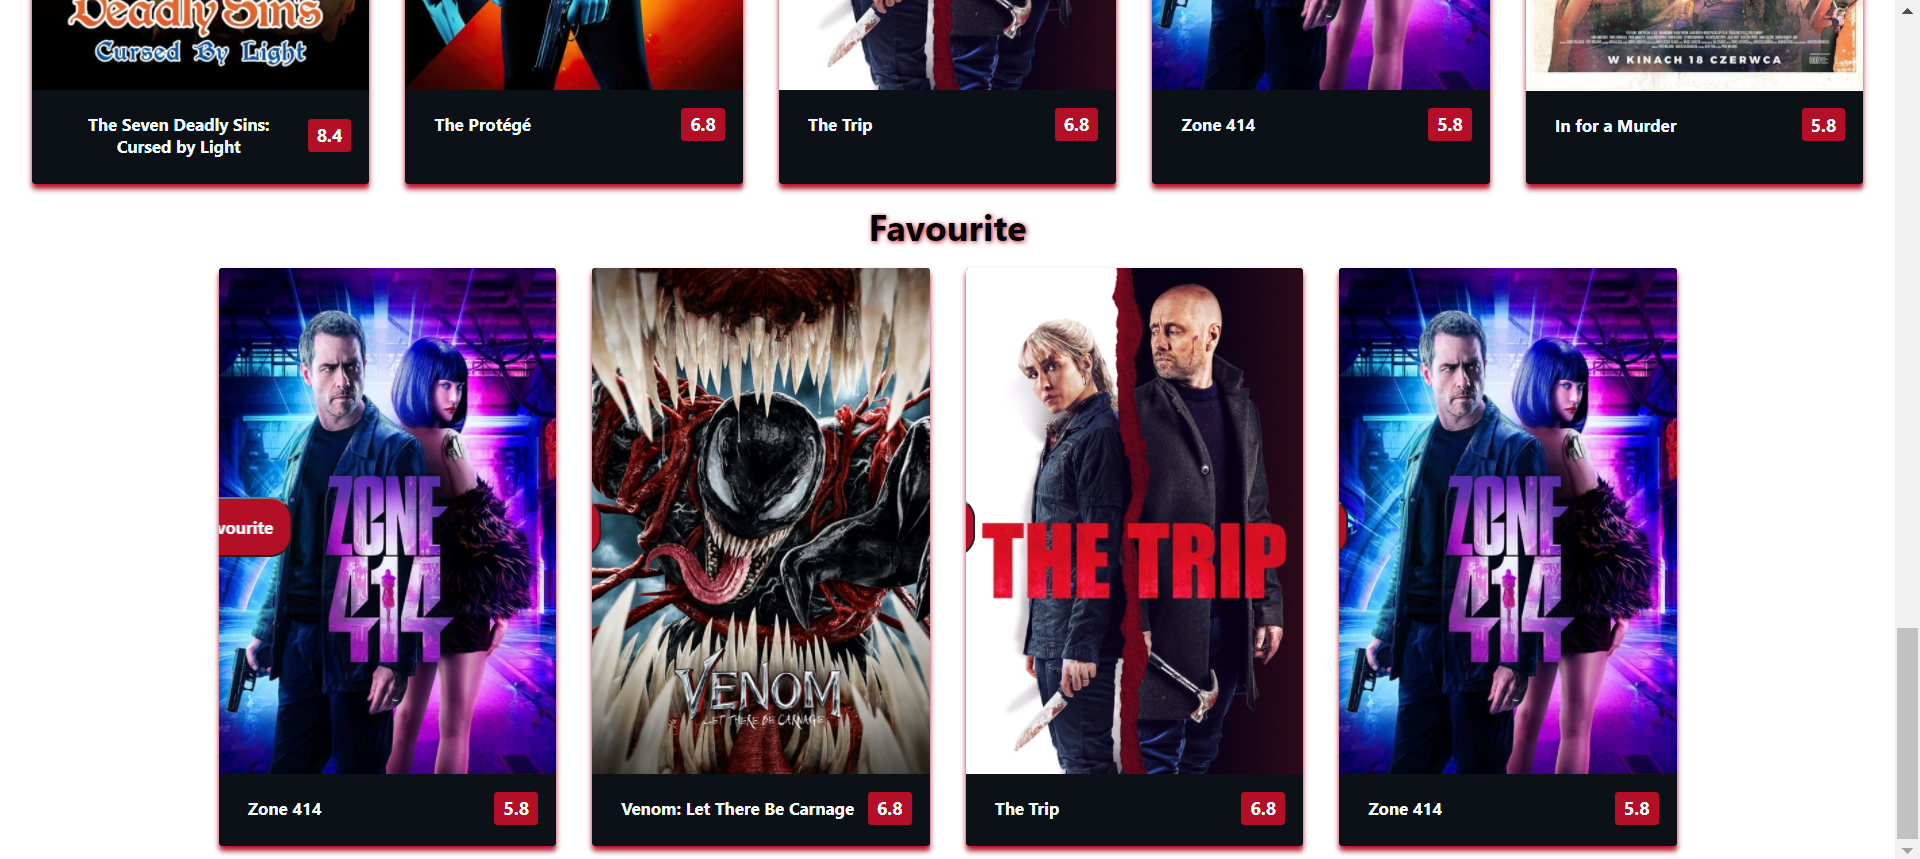 Deadly Sins
Cursed By Light
W KINACH 18 CZERWCA
The Seven Deadly Sins:
Cursed by Light
8.4
The Protégé
6.8
The Trip
6.8
Zone 414
5.8
In for a Murder
5.8
Favourite
vourite
ZONE
414
VENOM
LET THERE BE CARNAGE
THE TRIP
ZONE
414
Zone 414
5.8
Venom: Let There Be Carnage
6.8
The Trip
6.8
Zone 414
5.8